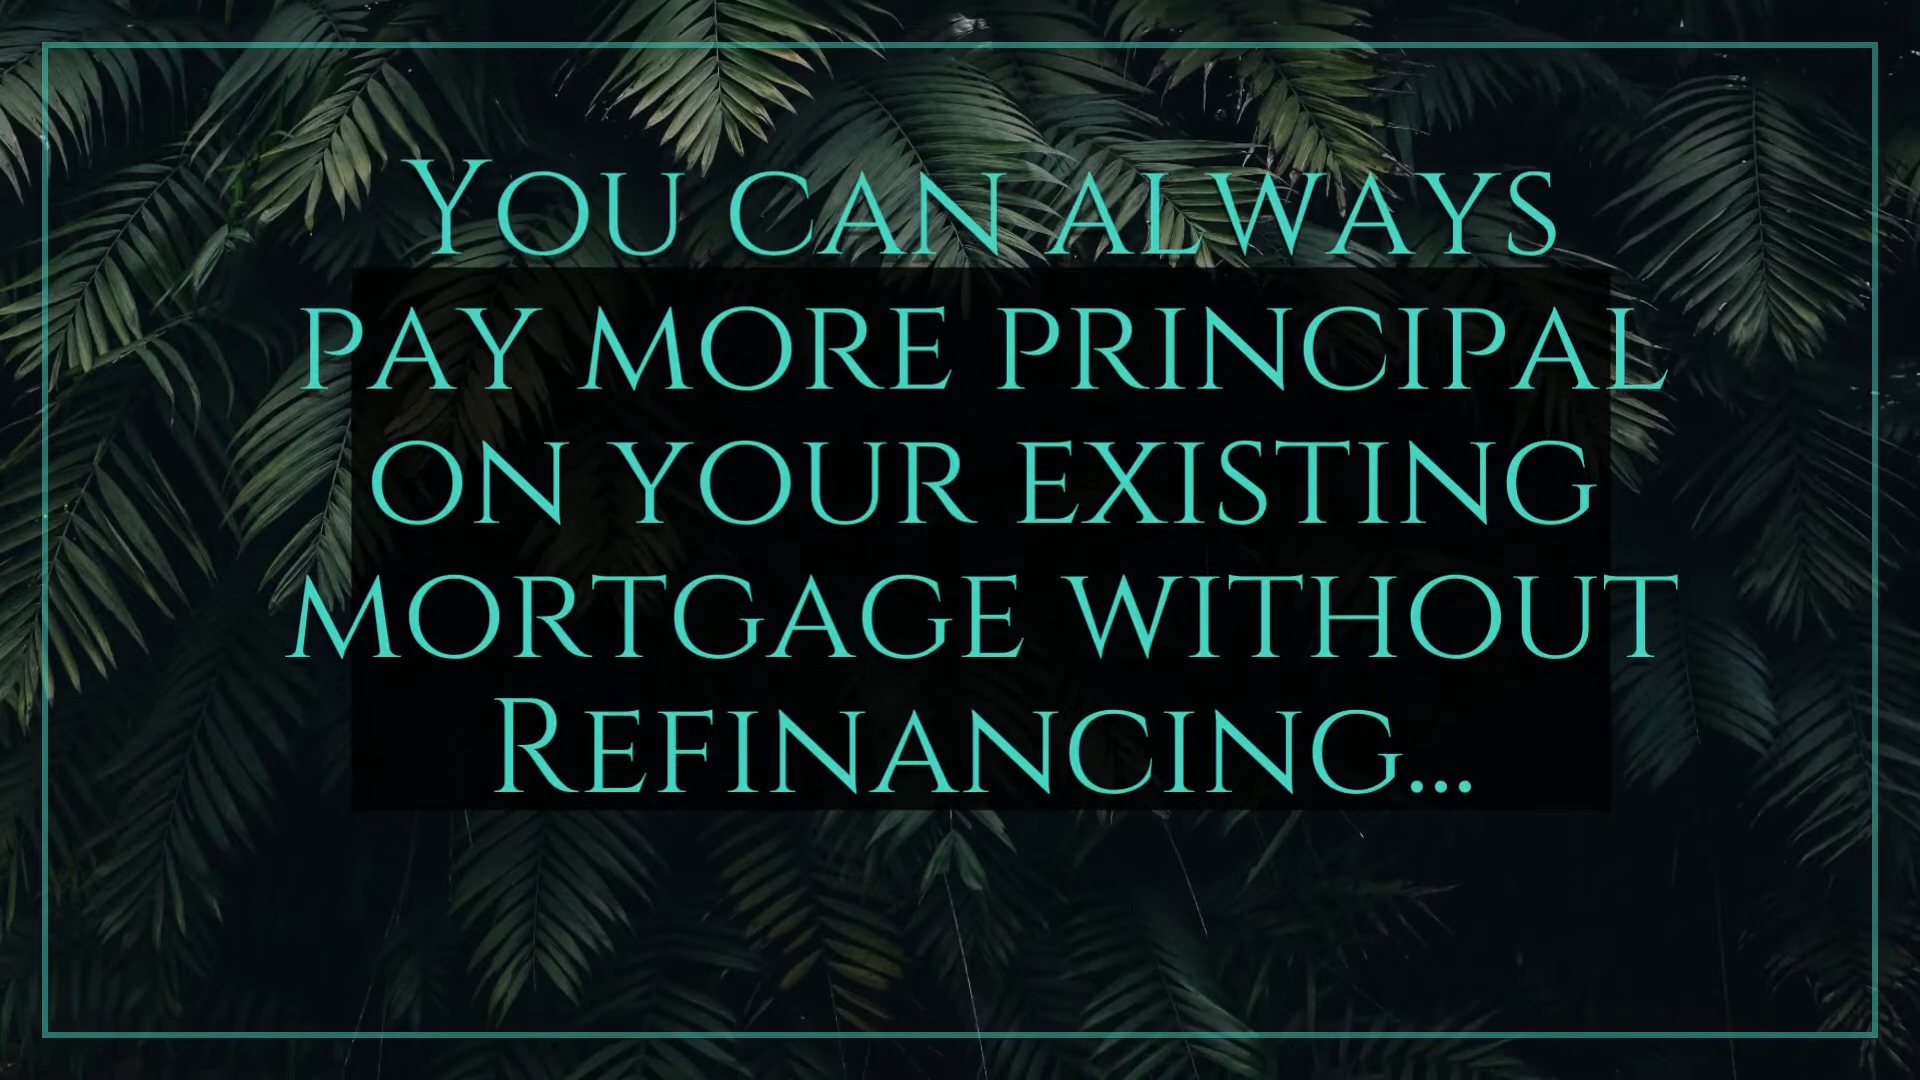 You can always
pay more principal
on your existing
mortgage without
Refinancing...